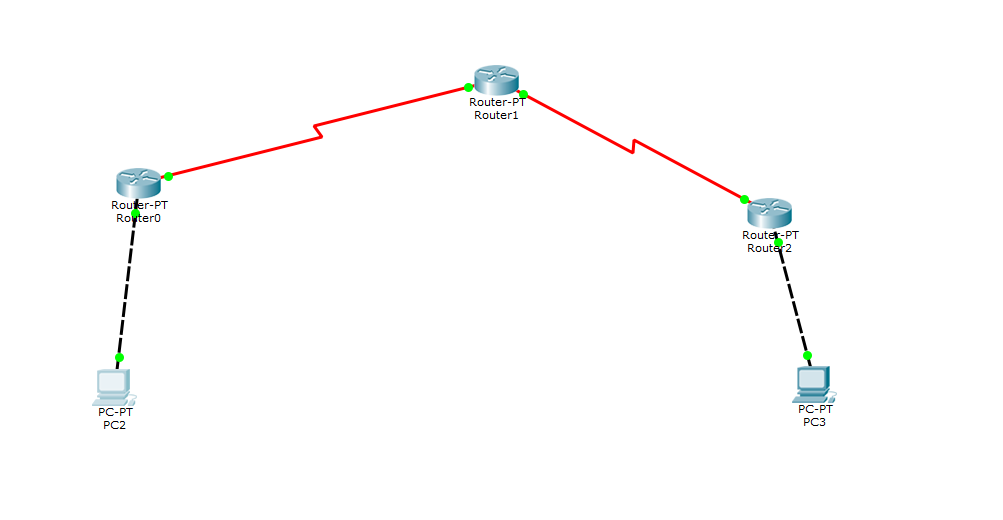 Router-PT
Router1
Router-PT
Router0
Router-PT
Router2
PC-PT
PC2
PC-PT
PC3